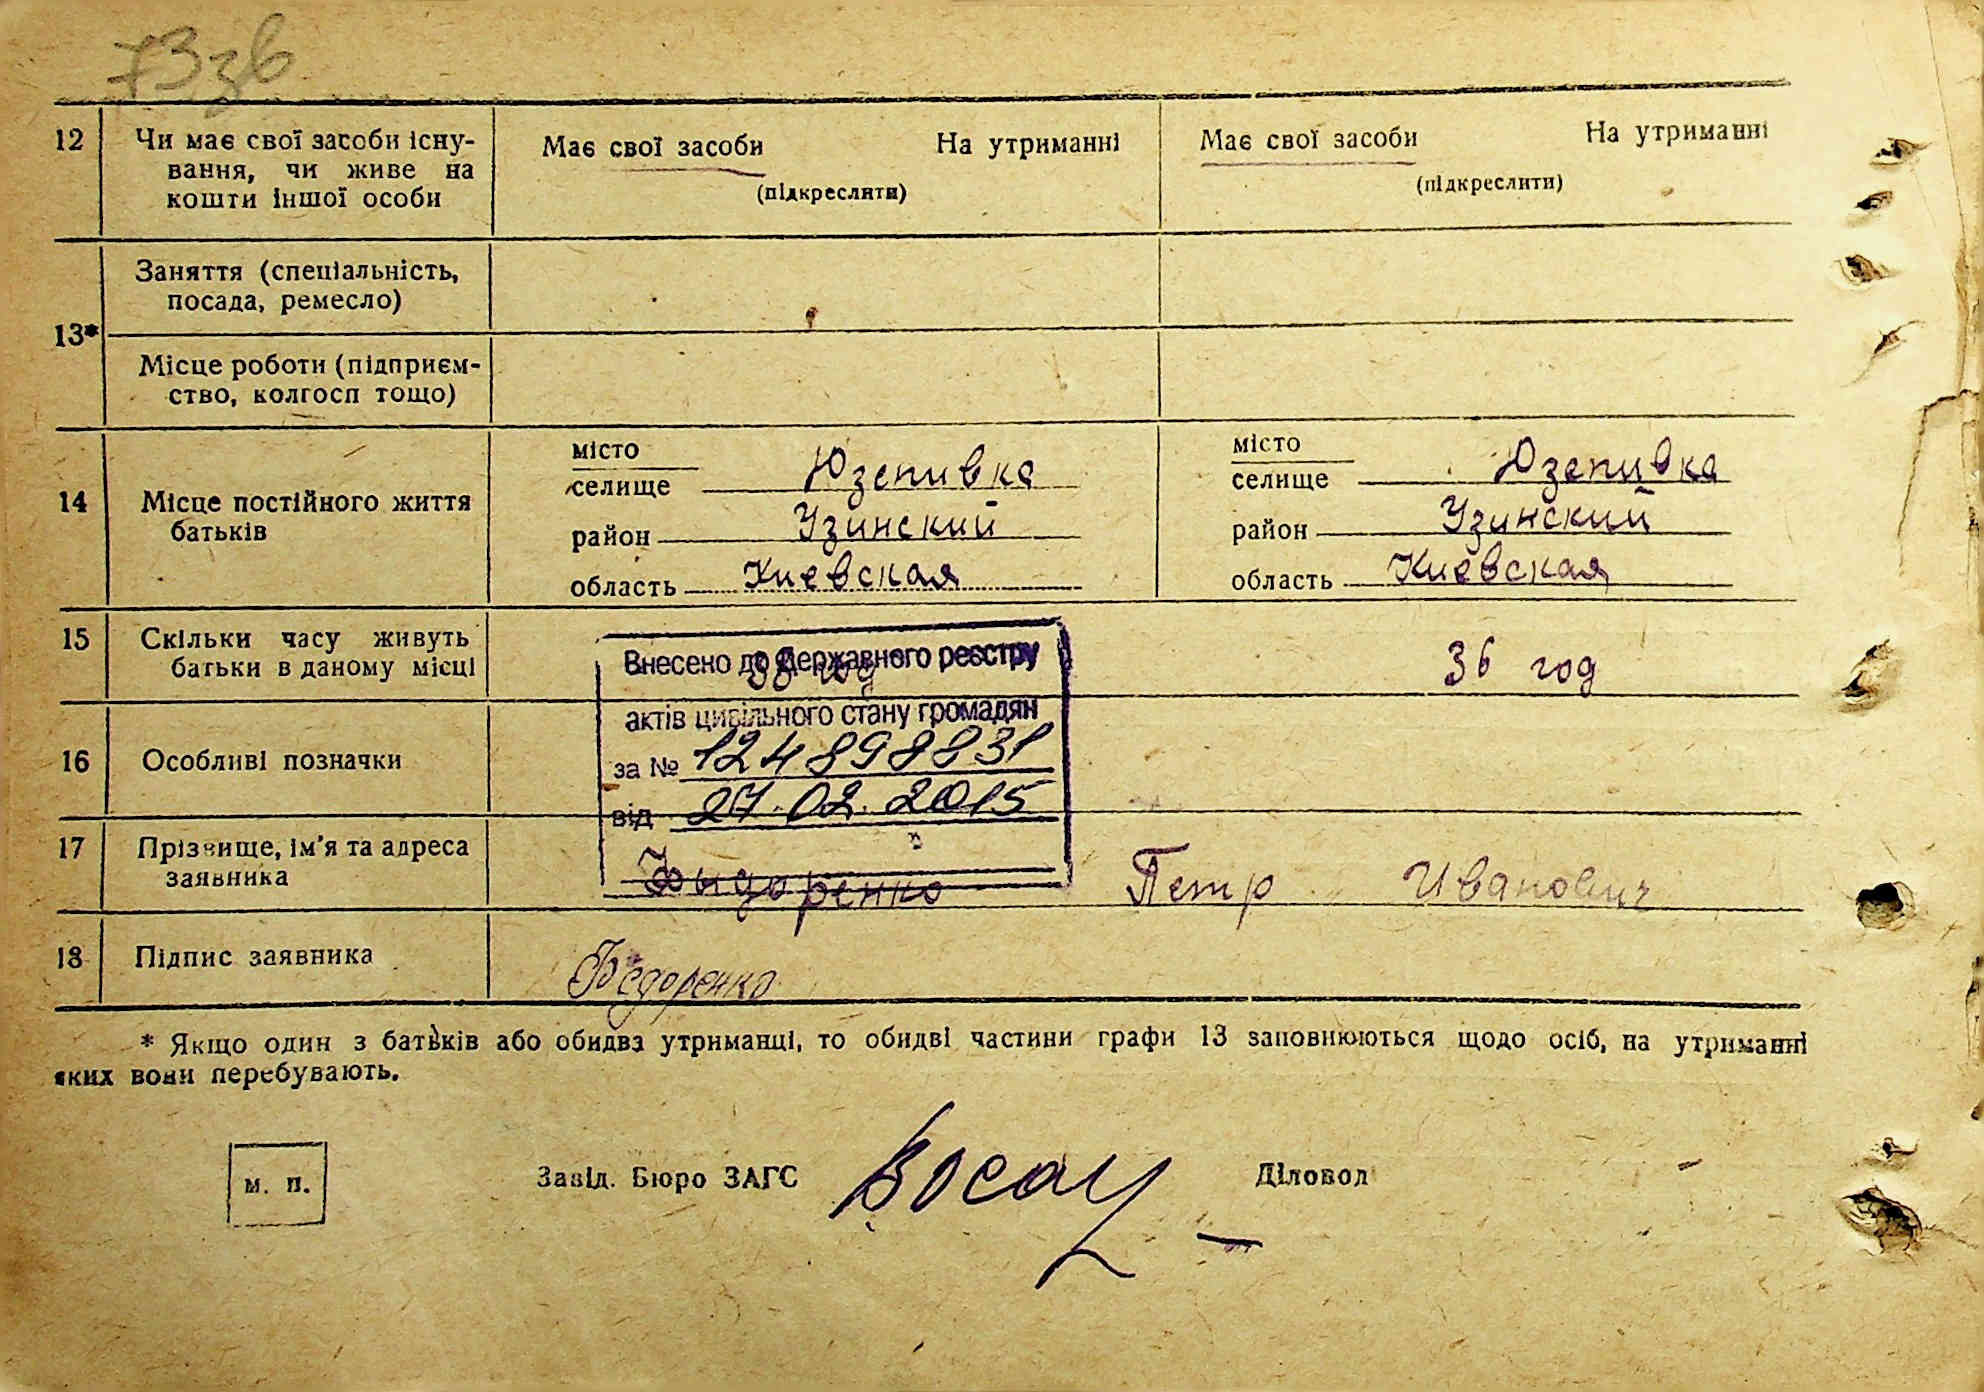 73зв
12 Чи має свої засоби існу- Має свої засоби На утриманні Має свої засоби На утриманні
вання, чи живе на (підкреслити) (підкреслити)
кошти іншої особи
Заняття (спеціальність,
посада, ремесло)
13*
Місце роботи (підприєм-
ство, колгосп тощо)
місто місто
селище Юзепивка селище Юзепивка
14 Місце постійного життя
батьків
район Узинский район Узинский
область Киевская область Киевская
15 Скільки часу живуть 38 год 36 год
батьки в даному місці
Внесено до Державного реєстру
актів цивільного стану громадян
за № 124898831
від 27.02.2015
16 Особливі позначки
17 Прізвище, ім'я та адреса
заявника
Фыдоренко Петр Иванович
18 Підпис заявника Федоренко
* Якщо один з батьків або обидва утриманці, то обидві частини графи 13 заповнюються щодо осіб, на утриманні
яких вони перебувають.
м. п. Завід. Бюро ЗАГС Діловод